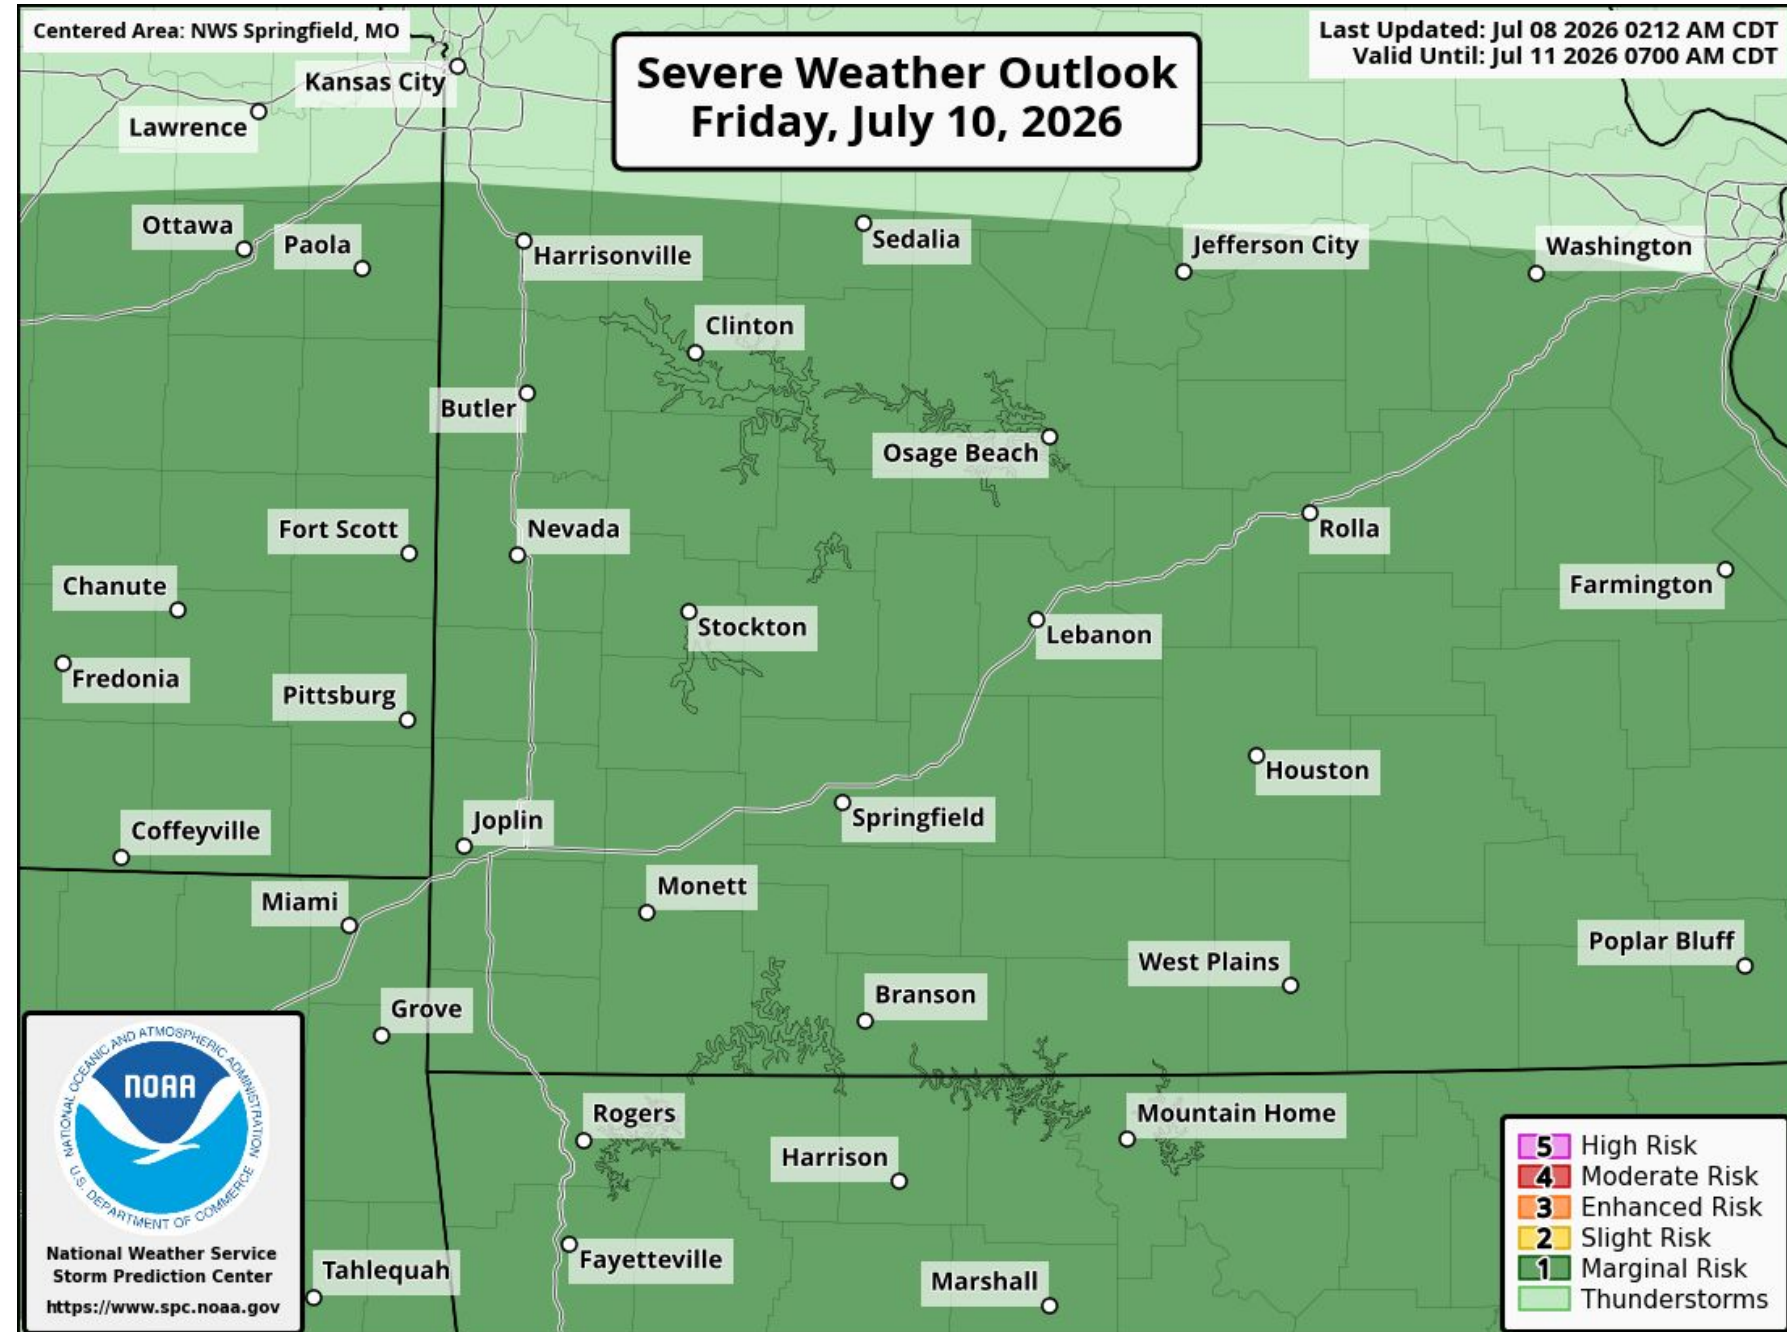 Centered Area: NWS Springfield, MO
Last Updated: Jul 08 2026 0212 AM CDT
Valid Until: Jul 11 2026 0700 AM CDT
Severe Weather Outlook
Friday, July 10, 2026
Kansas City
Lawrence
Ottawa
Paola
Harrisonville
Sedalia
Jefferson City
Washington
Clinton
Butler
Osage Beach
Fort Scott
Nevada
Rolla
Chanute
Farmington
Stockton
Lebanon
Fredonia
Pittsburg
Houston
Coffeyville
Joplin
Springfield
Miami
Monett
Poplar Bluff
West Plains
Branson
Grove
Rogers
Mountain Home
Harrison
Fayetteville
Tahlequah
Marshall
NATIONAL OCEANIC AND ATMOSPHERIC ADMINISTRATION
NOAA
U.S. DEPARTMENT OF COMMERCE
National Weather Service
Storm Prediction Center
https://www.spc.noaa.gov
5 High Risk
4 Moderate Risk
3 Enhanced Risk
2 Slight Risk
1 Marginal Risk
Thunderstorms